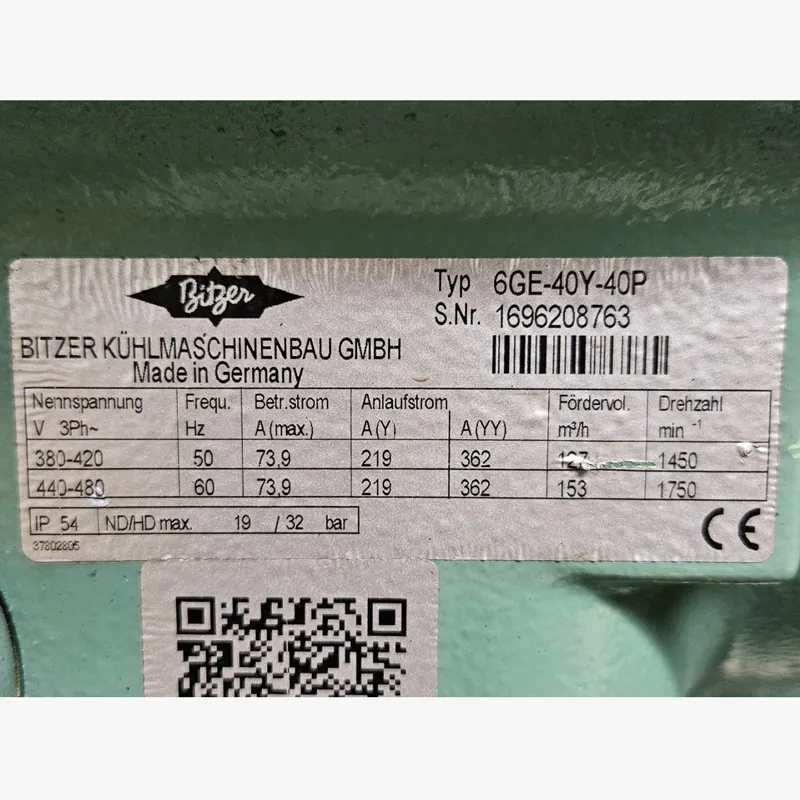 Bitzer
Typ 6GE-40Y-40P
S.Nr. 1696208763
BITZER KÜHLMASCHINENBAU GMBH
Made in Germany
Nennspannung Frequ. Betr.strom Anlaufstrom Fördervol. Drehzahl
V 3Ph~ Hz A (max.) A (Y) A (YY) m³/h min -1
380-420 50 73,9 219 362 127 1450
440-480 60 73,9 219 362 153 1750
IP 54 ND/HD max. 19 / 32 bar
CE
37802805